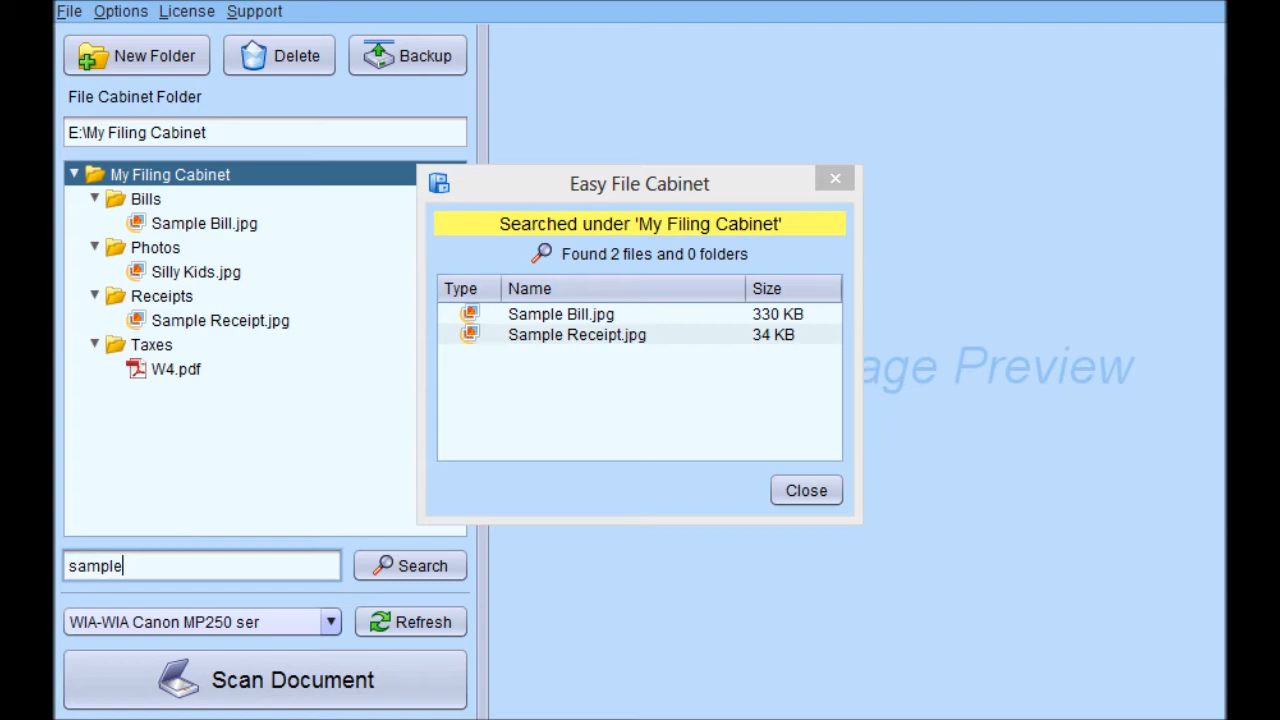 File Options License Support
New Folder Delete Backup
File Cabinet Folder
E:\My Filing Cabinet
My Filing Cabinet
Bills
Sample Bill.jpg
Photos
Silly Kids.jpg
Receipts
Sample Receipt.jpg
Taxes
W4.pdf
sample
Search
WIA-WIA Canon MP250 ser
Refresh
Scan Document
Easy File Cabinet
Searched under 'My Filing Cabinet'
Found 2 files and 0 folders
Type Name Size
Sample Bill.jpg 330 KB
Sample Receipt.jpg 34 KB
Close
Preview